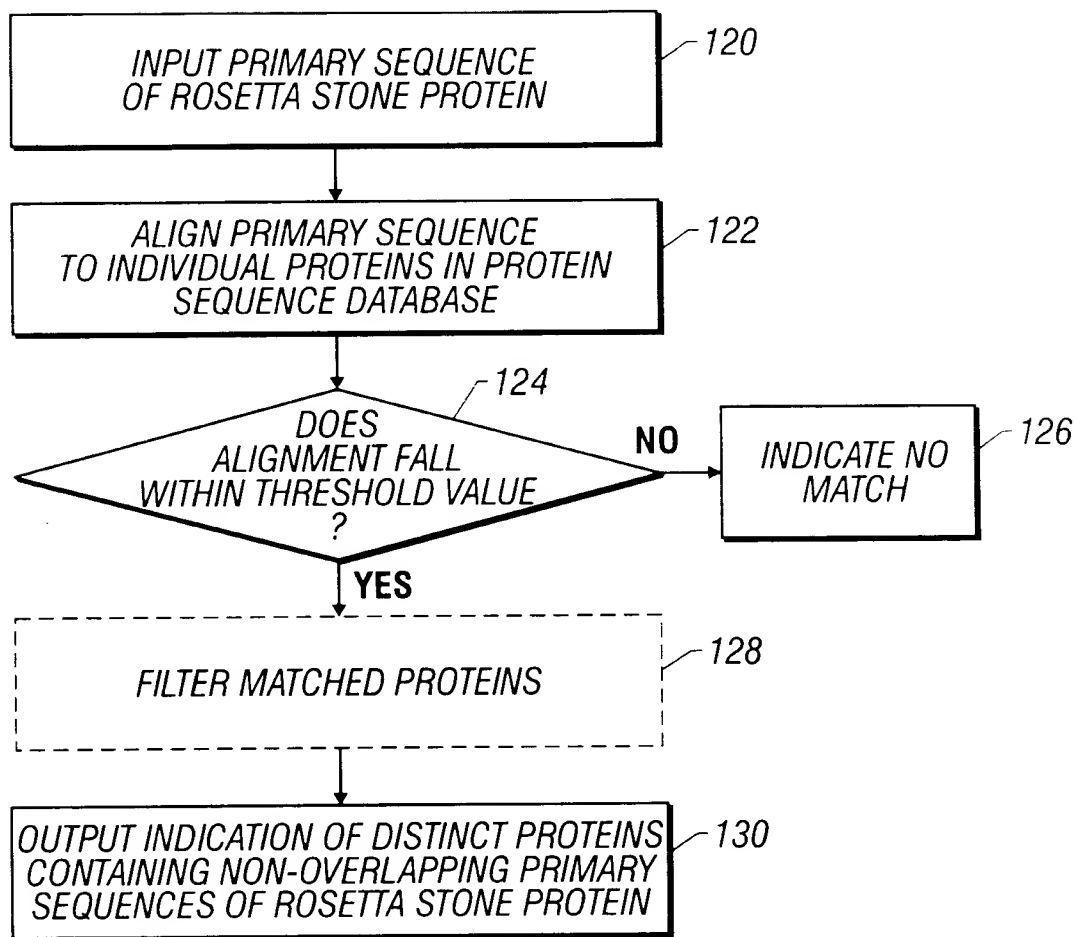 INPUT PRIMARY SEQUENCE
OF ROSETTA STONE PROTEIN
120
ALIGN PRIMARY SEQUENCE
TO INDIVIDUAL PROTEINS IN PROTEIN
SEQUENCE DATABASE
122
124
DOES
ALIGNMENT FALL
WITHIN THRESHOLD VALUE
?
NO
INDICATE NO
MATCH
126
YES
FILTER MATCHED PROTEINS
128
OUTPUT INDICATION OF DISTINCT PROTEINS
CONTAINING NON-OVERLAPPING PRIMARY
SEQUENCES OF ROSETTA STONE PROTEIN
130